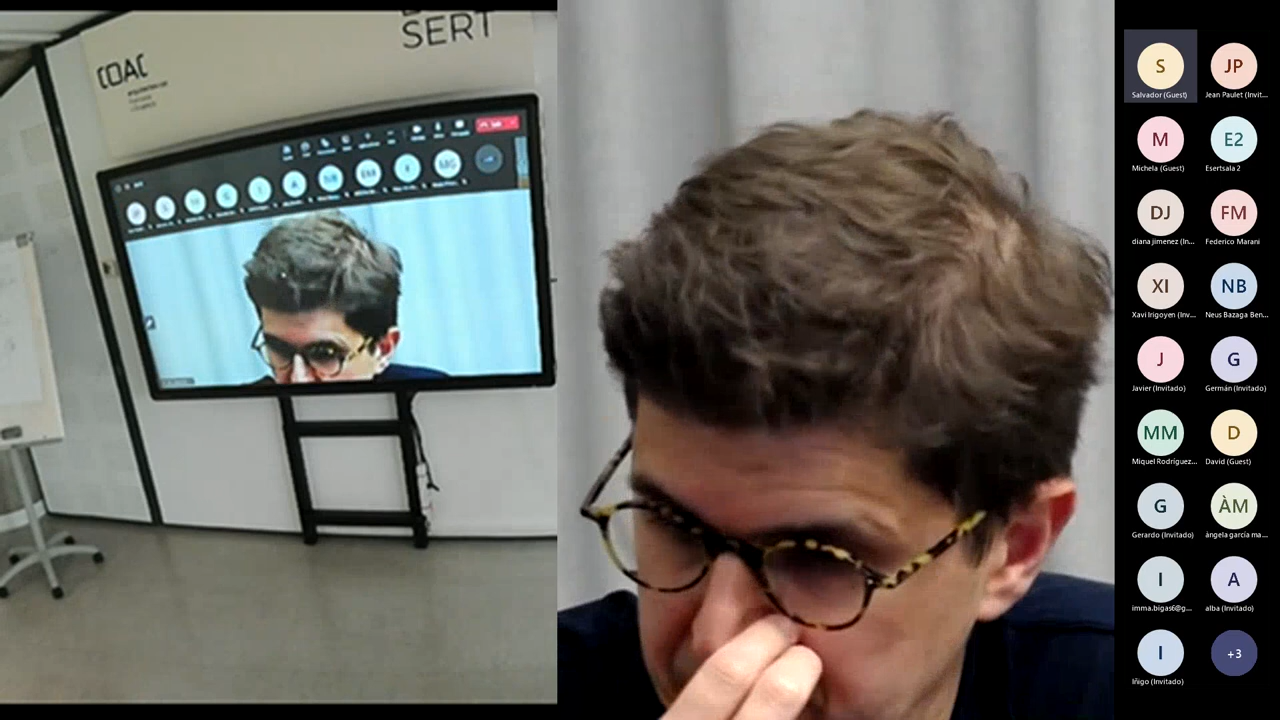 SERT
COAC
MG
S
Salvador (Guest)
JP
Jean Paulet (Invit...
M
Michela (Guest)
E2
Esertsala 2
DJ
diana jimenez (In...
FM
Federico Marani
XI
Xavi Irigoyen (Inv...
NB
Neus Bazaga Ben...
J
Javier (Invitado)
G
Germán (Invitado)
MM
Miquel Rodríguez...
D
David (Guest)
G
Gerardo (Invitado)
ÀM
àngela garcía ma...
I
imma.bigas6@g...
A
alba (Invitado)
I
Iñigo (Invitado)
+3